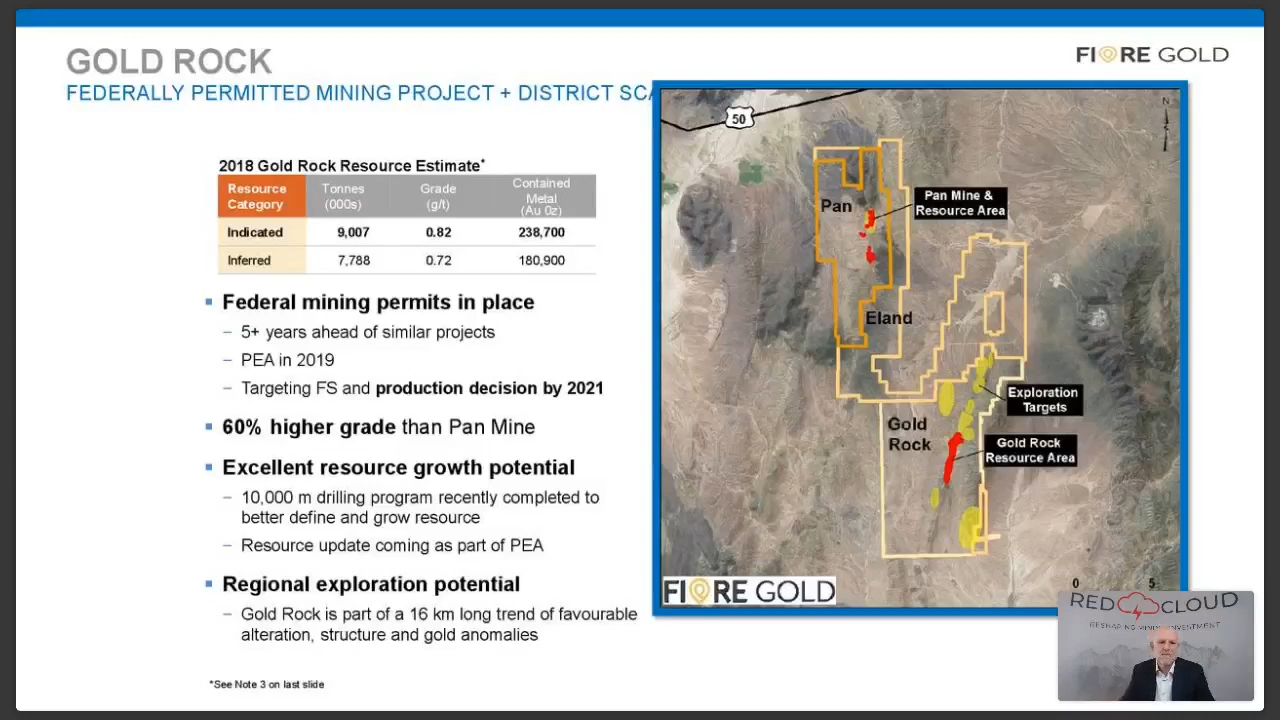 GOLD ROCK
FEDERALLY PERMITTED MINING PROJECT + DISTRICT
FIORE GOLD
2018 Gold Rock Resource Estimate*
Resource Category Tonnes (000s) Grade (g/t) Contained Metal (Au 0z)
Indicated 9,007 0.82 238,700
Inferred 7,788 0.72 180,900
Federal mining permits in place
– 5+ years ahead of similar projects
– PEA in 2019
– Targeting FS and production decision by 2021
60% higher grade than Pan Mine
Excellent resource growth potential
– 10,000 m drilling program recently completed to
better define and grow resource
– Resource update coming as part of PEA
Regional exploration potential
– Gold Rock is part of a 16 km long trend of favourable
alteration, structure and gold anomalies
*See Note 3 on last slide
50
N
Pan
Pan Mine &
Resource Area
Eland
Exploration
Targets
Gold
Rock
Gold Rock
Resource Area
FIORE GOLD
0 5
RED CLOUD